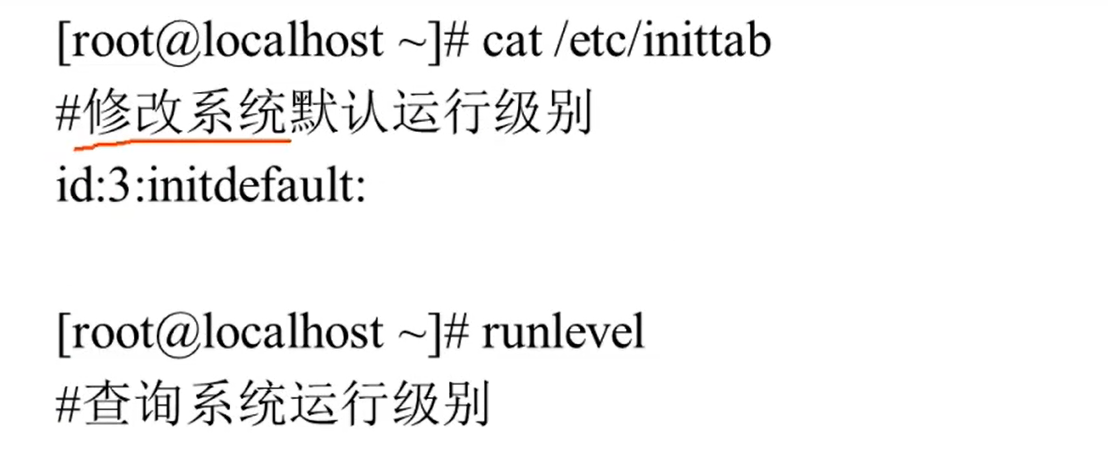 [root@localhost ~]# cat /etc/inittab
#修改系统默认运行级别
id:3:initdefault:
[root@localhost ~]# runlevel
#查询系统运行级别